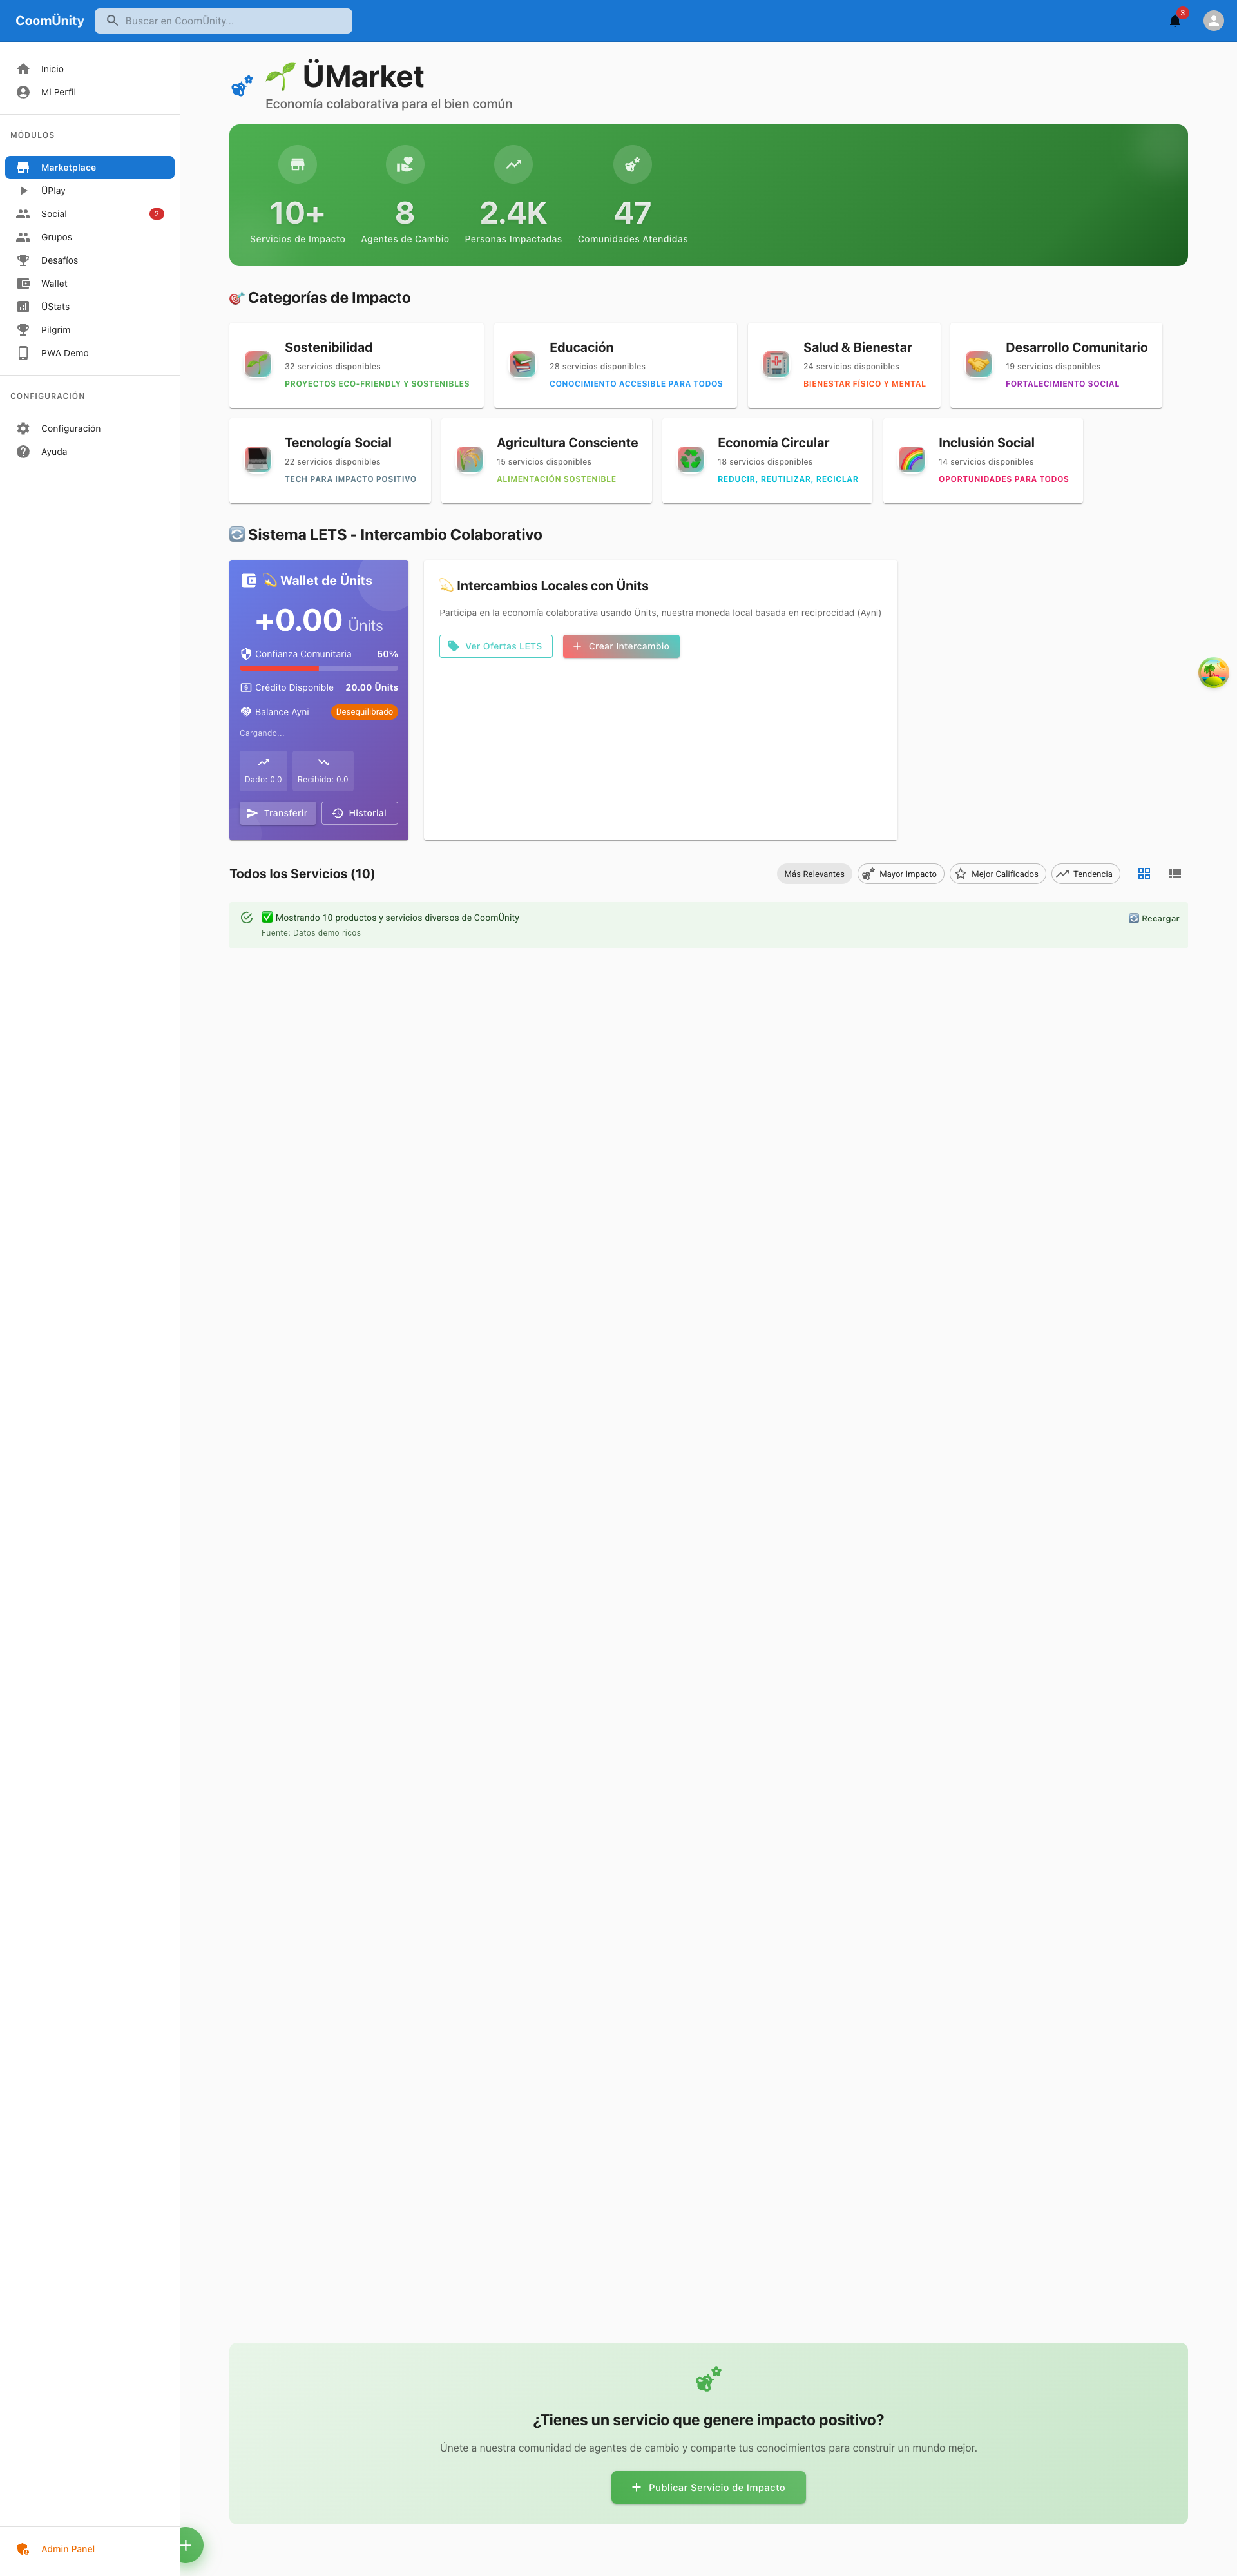 CoomÜnity
Buscar en CoomÜnity...
3
Inicio
Mi Perfil
MÓDULOS
Marketplace
ÜPlay
Social
2
Grupos
Desafíos
Wallet
ÜStats
Pilgrim
PWA Demo
CONFIGURACIÓN
Configuración
Ayuda
ÜMarket
Economía colaborativa para el bien común
10+
Servicios de Impacto
8
Agentes de Cambio
2.4K
Personas Impactadas
47
Comunidades Atendidas
Categorías de Impacto
Sostenibilidad
32 servicios disponibles
PROYECTOS ECO-FRIENDLY Y SOSTENIBLES
Educación
28 servicios disponibles
CONOCIMIENTO ACCESIBLE PARA TODOS
Salud & Bienestar
24 servicios disponibles
BIENESTAR FÍSICO Y MENTAL
Desarrollo Comunitario
19 servicios disponibles
FORTALECIMIENTO SOCIAL
Tecnología Social
22 servicios disponibles
TECH PARA IMPACTO POSITIVO
Agricultura Consciente
15 servicios disponibles
ALIMENTACIÓN SOSTENIBLE
Economía Circular
18 servicios disponibles
REDUCIR, REUTILIZAR, RECICLAR
Inclusión Social
14 servicios disponibles
OPORTUNIDADES PARA TODOS
Sistema LETS - Intercambio Colaborativo
Wallet de Ünits
+0.00 Ünits
Confianza Comunitaria 50%
Crédito Disponible 20.00 Ünits
Balance Ayni Desequilibrado
Cargando...
Dado: 0.0
Recibido: 0.0
Transferir
Historial
Intercambios Locales con Ünits
Participa en la economía colaborativa usando Ünits, nuestra moneda local basada en reciprocidad (Ayni)
Ver Ofertas LETS
Crear Intercambio
Todos los Servicios (10)
Más Relevantes
Mayor Impacto
Mejor Calificados
Tendencia
Mostrando 10 productos y servicios diversos de CoomÜnity
Fuente: Datos demo ricos
Recargar
¿Tienes un servicio que genere impacto positivo?
Únete a nuestra comunidad de agentes de cambio y comparte tus conocimientos para construir un mundo mejor.
Publicar Servicio de Impacto
Admin Panel